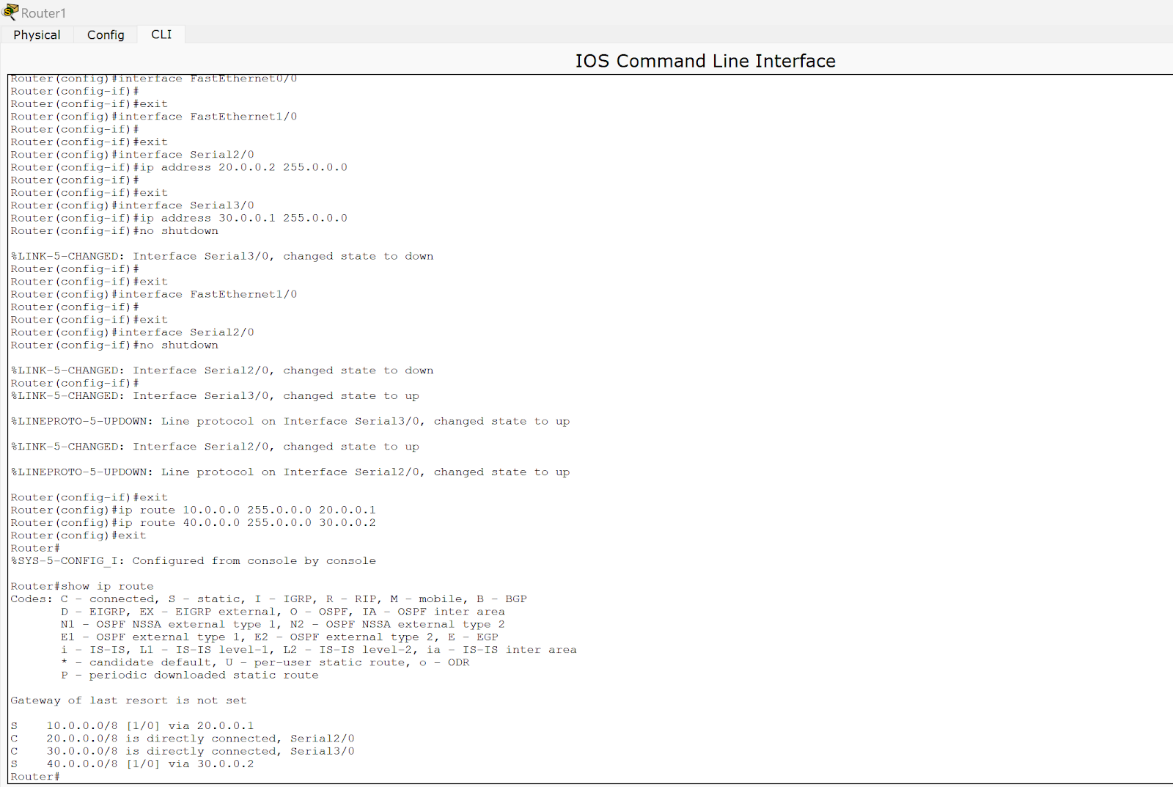 Router1
Physical Config CLI
IOS Command Line Interface
Router(config)#interface FastEthernet0/0
Router(config-if)#
Router(config-if)#exit
Router(config)#interface FastEthernet1/0
Router(config-if)#
Router(config-if)#exit
Router(config)#interface Serial2/0
Router(config-if)#ip address 20.0.0.2 255.0.0.0
Router(config-if)#
Router(config-if)#exit
Router(config)#interface Serial3/0
Router(config-if)#ip address 30.0.0.1 255.0.0.0
Router(config-if)#no shutdown
%LINK-5-CHANGED: Interface Serial3/0, changed state to down
Router(config-if)#
Router(config-if)#exit
Router(config)#interface FastEthernet1/0
Router(config-if)#
Router(config-if)#exit
Router(config)#interface Serial2/0
Router(config-if)#no shutdown
%LINK-5-CHANGED: Interface Serial2/0, changed state to down
Router(config-if)#
%LINK-5-CHANGED: Interface Serial3/0, changed state to up
%LINEPROTO-5-UPDOWN: Line protocol on Interface Serial3/0, changed state to up
%LINK-5-CHANGED: Interface Serial2/0, changed state to up
%LINEPROTO-5-UPDOWN: Line protocol on Interface Serial2/0, changed state to up
Router(config-if)#exit
Router(config)#ip route 10.0.0.0 255.0.0.0 20.0.0.1
Router(config)#ip route 40.0.0.0 255.0.0.0 30.0.0.2
Router(config)#exit
Router#
%SYS-5-CONFIG_I: Configured from console by console
Router#show ip route
Codes: C - connected, S - static, I - IGRP, R - RIP, M - mobile, B - BGP
D - EIGRP, EX - EIGRP external, O - OSPF, IA - OSPF inter area
N1 - OSPF NSSA external type 1, N2 - OSPF NSSA external type 2
E1 - OSPF external type 1, E2 - OSPF external type 2, E - EGP
i - IS-IS, L1 - IS-IS level-1, L2 - IS-IS level-2, ia - IS-IS inter area
* - candidate default, U - per-user static route, o - ODR
P - periodic downloaded static route
Gateway of last resort is not set
S 10.0.0.0/8 [1/0] via 20.0.0.1
C 20.0.0.0/8 is directly connected, Serial2/0
C 30.0.0.0/8 is directly connected, Serial3/0
S 40.0.0.0/8 [1/0] via 30.0.0.2
Router#